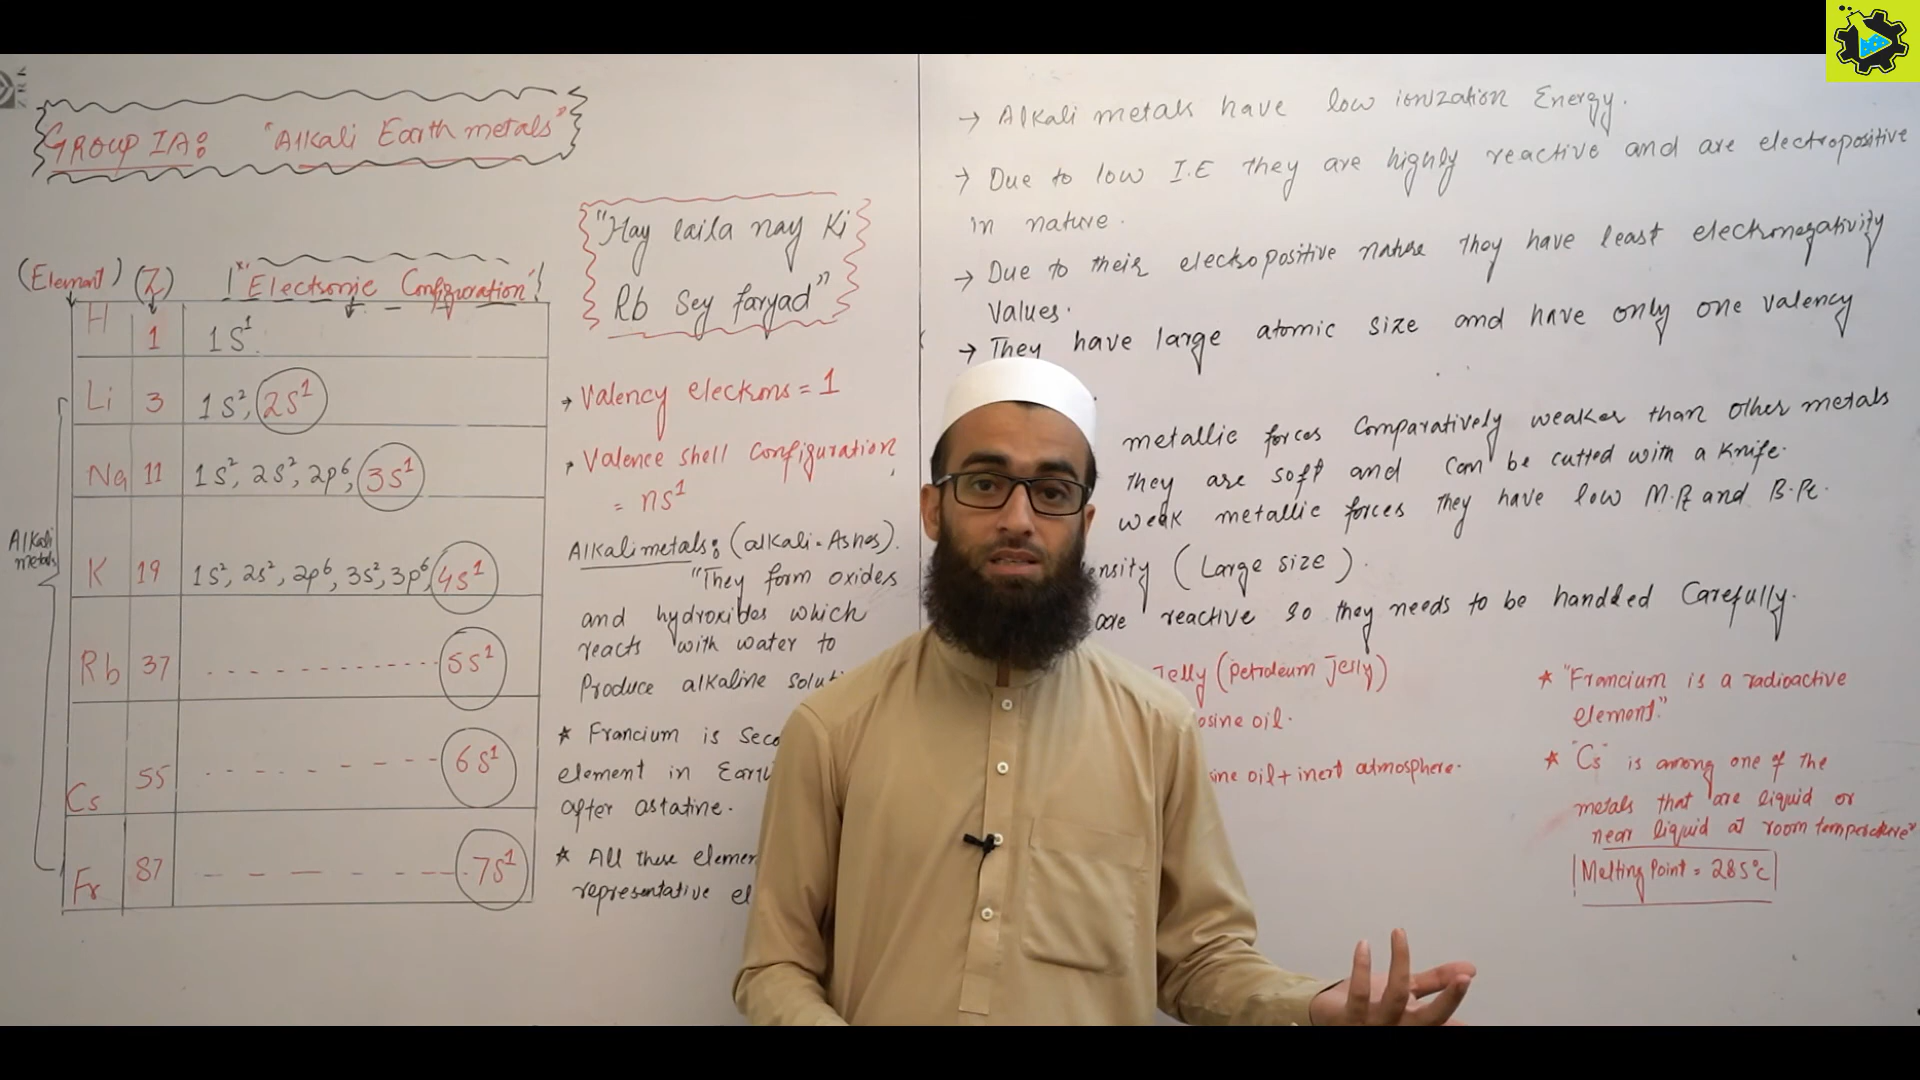 GROUP IA: "Alkali Earth metals"
(Element) (Z) "Electronic Configuration"
H 1 1S¹
Li 3 1S², 2S¹
Na 11 1S², 2S², 2p⁶, 3S¹
K 19 1S², 2S², 2p⁶, 3S², 3p⁶, 4S¹
Rb 37 5S¹
Cs 55 6S¹
Fr 87 7S¹
Alkali
metals
"Hay laila nay Ki
Rb Sey faryad"
→ Valency electrons = 1
→ Valence shell Configuration
= nS¹
Alkali metals: (alkali = Ashes).
"They form oxides
and hydroxides which
reacts with water to
Produce alkaline
★ Francium is
element in
after astatine.
★ All these
representative
→ Alkali metals have low ionization Energy.
→ Due to low I.E they are highly reactive and are electropositive
in nature.
→ Due to their electropositive nature they have least electronegativity
Values.
→ They have large atomic size and have only one valency
metallic forces Comparatively weaker than other metals
they are soft and can be cutted with a Knife.
weak metallic forces they have low M.Pt and B.Pt.
(Large size).
are reactive so they needs to be handled Carefully.
Jelly (Petroleum Jelly)
oil.
oil + inert atmosphere.
★ "Francium is a radioactive
element."
★ "Cs" is among one of the
metals that are liquid or
near liquid at room temperature"
Melting Point = 28.5°C